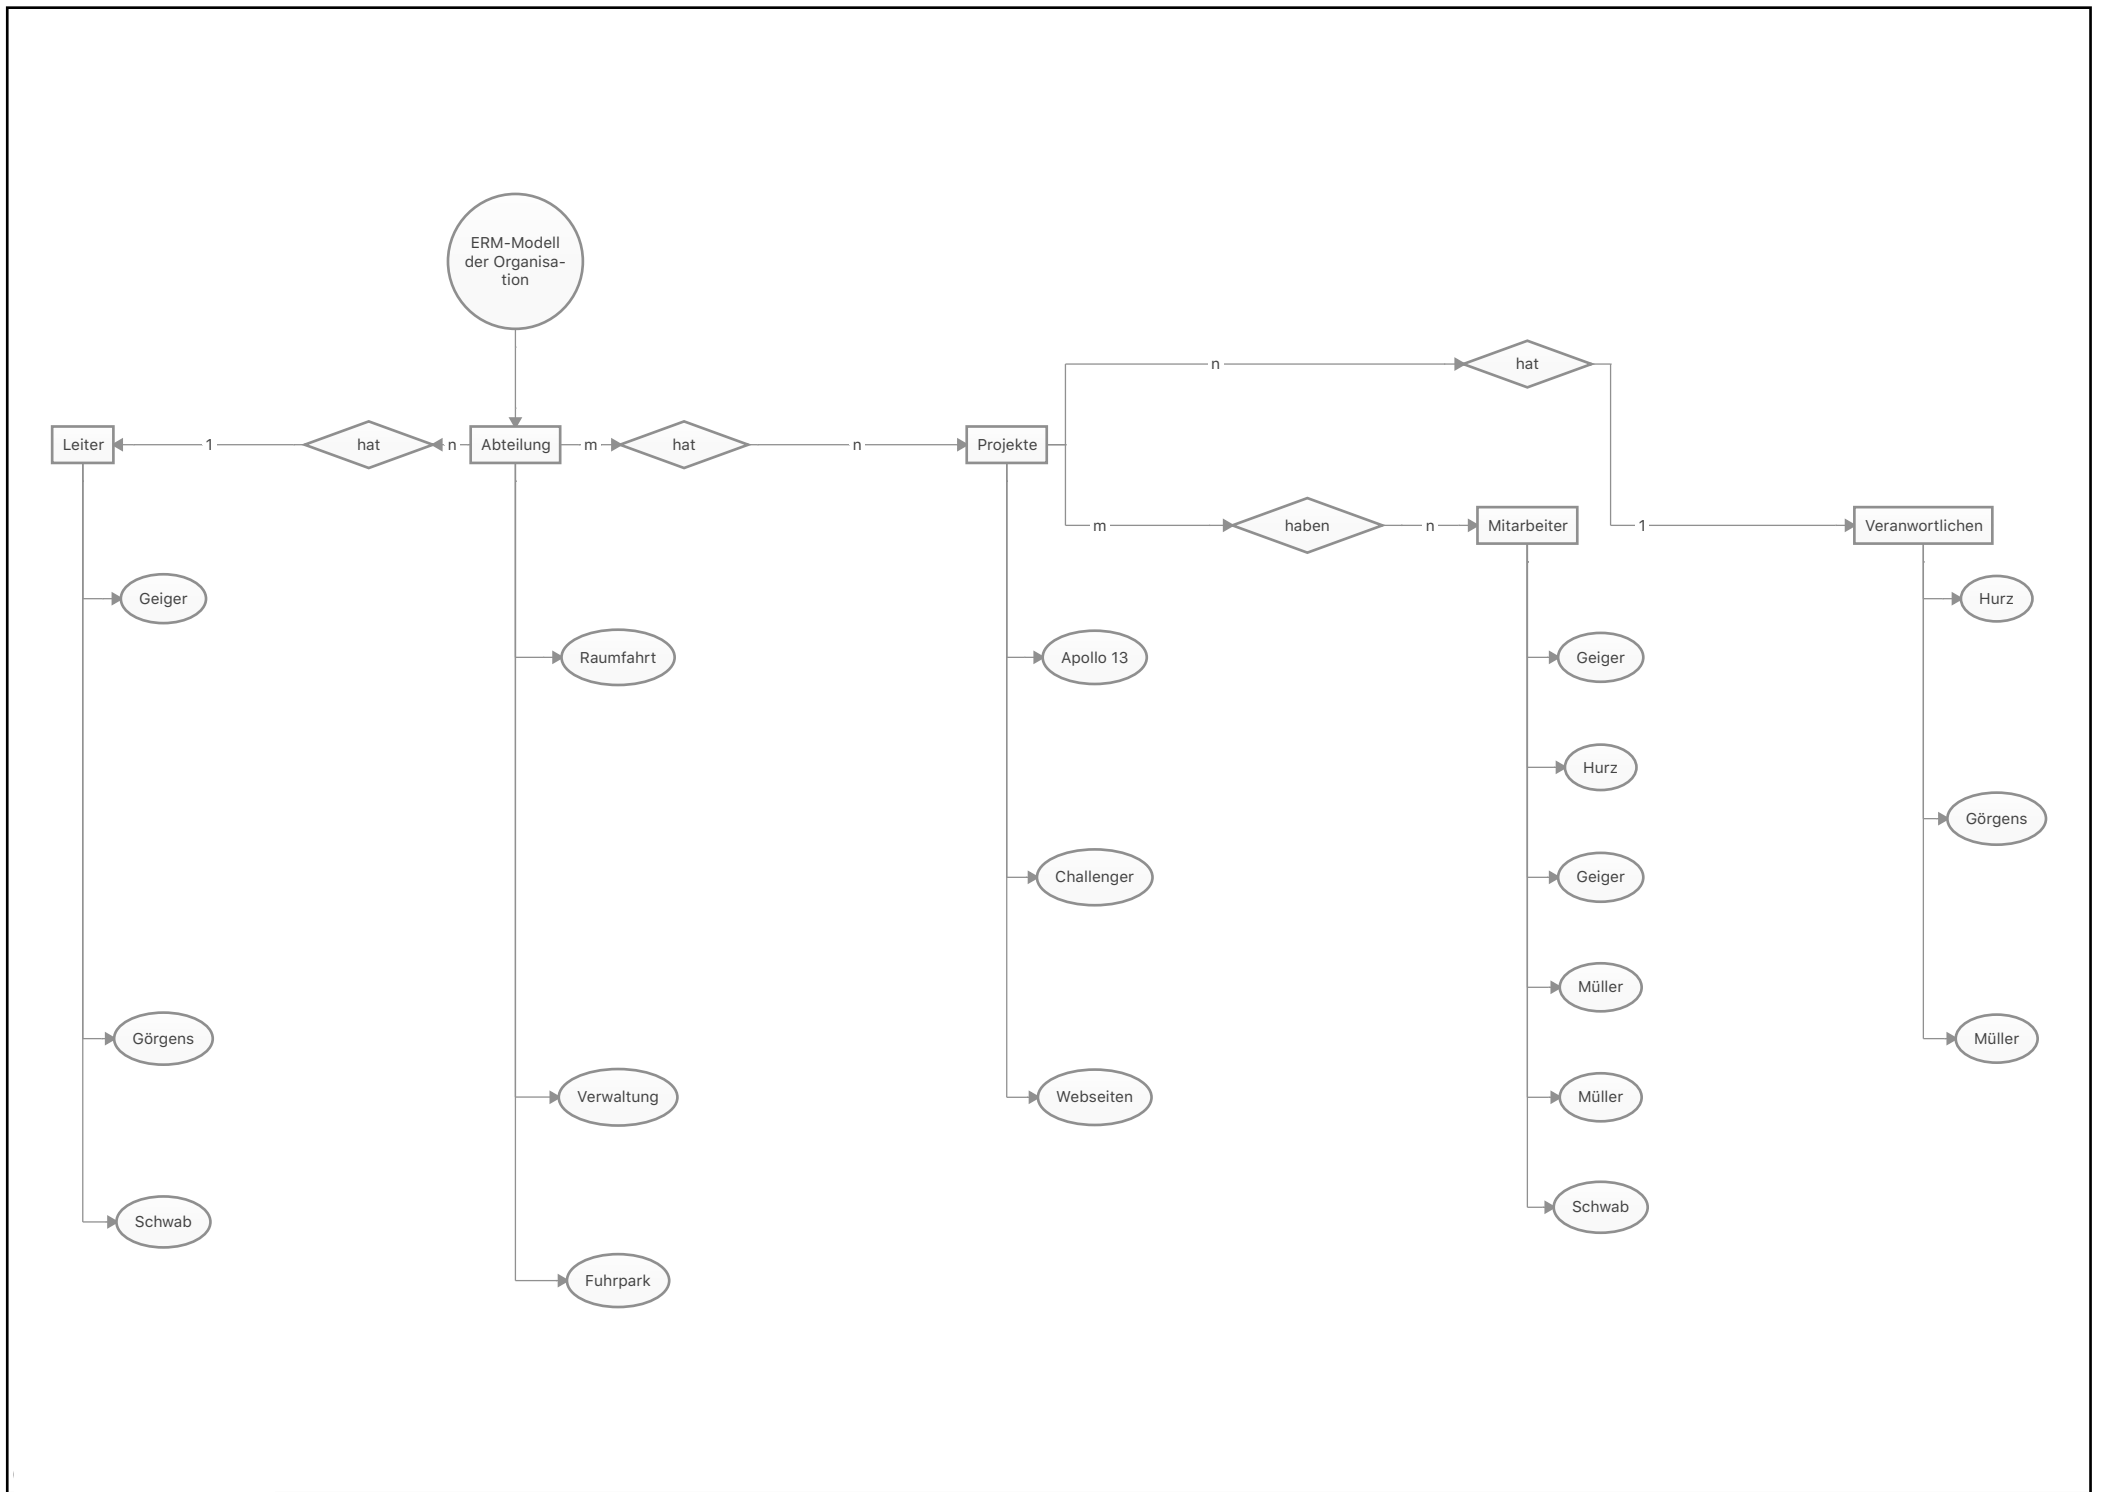 ERM-Modell
der Organisa-
tion
n
hat
Leiter
1
hat
n
Abteilung
m
hat
n
Projekte
m
haben
n
Mitarbeiter
1
Veranwortlichen
Geiger
Hurz
Raumfahrt
Apollo 13
Geiger
Hurz
Görgens
Challenger
Geiger
Müller
Görgens
Müller
Verwaltung
Webseiten
Müller
Schwab
Schwab
Fuhrpark